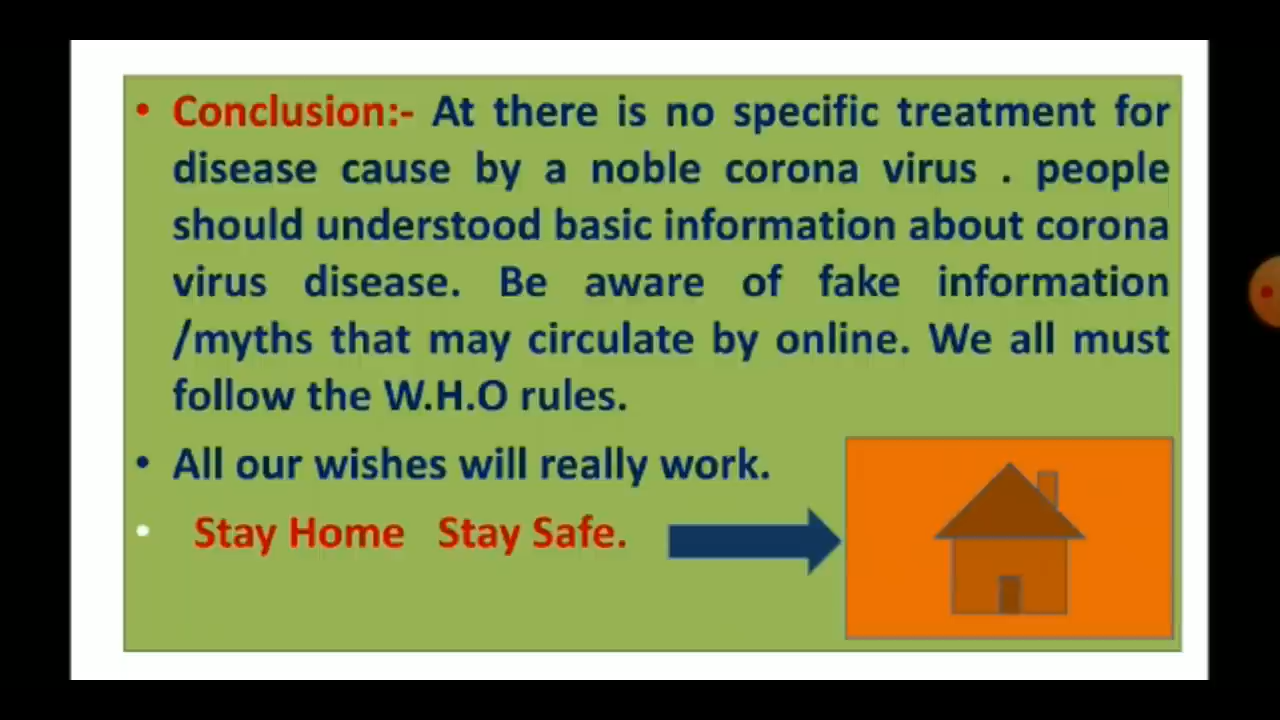 • Conclusion:- At there is no specific treatment for
disease cause by a noble corona virus . people
should understood basic information about corona
virus disease. Be aware of fake information
/myths that may circulate by online. We all must
follow the W.H.O rules.
• All our wishes will really work.
• Stay Home Stay Safe.